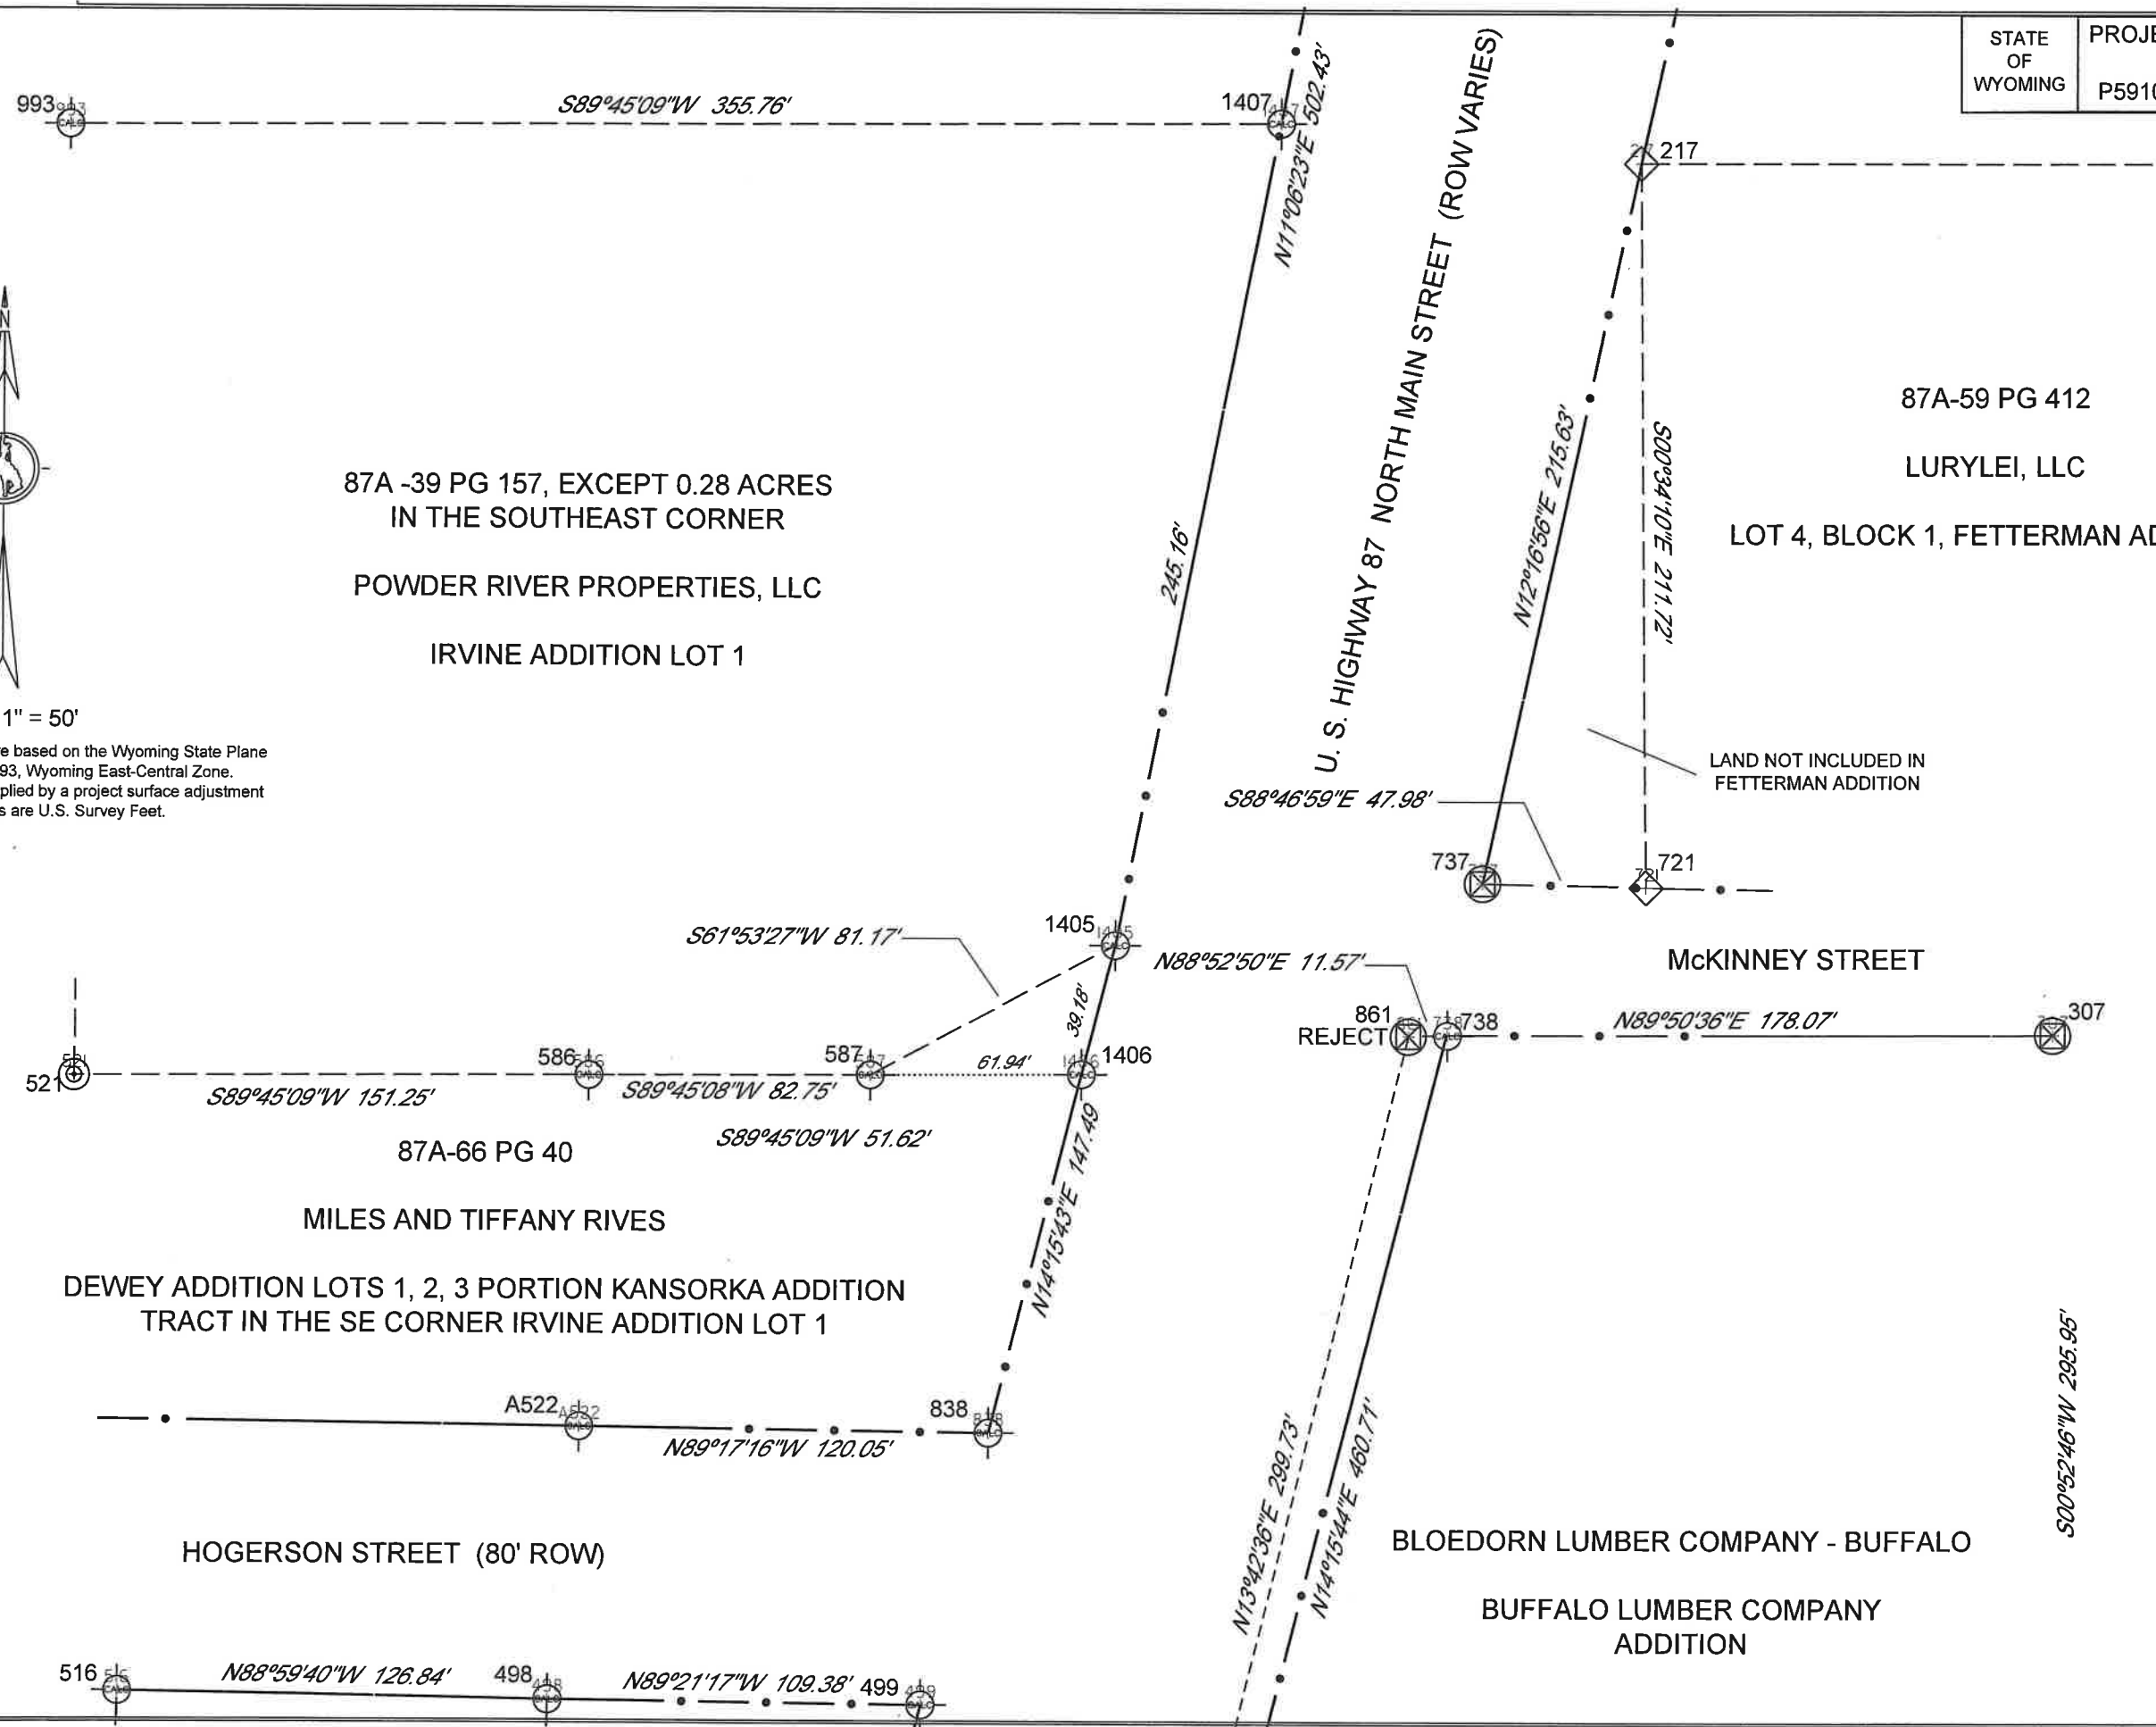 STATE
OF
WYOMING
P5910
993
S89°45'09"W 355.76'
1407
N11°06'23"E 502.43'
U. S. HIGHWAY 87 NORTH MAIN STREET (ROW VARIES)
217
N
87A -39 PG 157, EXCEPT 0.28 ACRES
IN THE SOUTHEAST CORNER
POWDER RIVER PROPERTIES, LLC
IRVINE ADDITION LOT 1
245.16'
N12°16'56"E 215.63'
S00°34'10"E 211.72'
87A-59 PG 412
LURYLEI, LLC
LOT 4, BLOCK 1, FETTERMAN
1" = 50'
based on the Wyoming State Plane
93, Wyoming East-Central Zone.
by a project surface adjustment
are U.S. Survey Feet.
LAND NOT INCLUDED IN
FETTERMAN ADDITION
S88°46'59"E 47.98'
737
721
1405
S61°53'27"W 81.17'
N88°52'50"E 11.57'
McKINNEY STREET
39.18'
861
REJECT
738
N89°50'36"E 178.07'
307
521
586
587
61.94'
1406
S89°45'09"W 151.25'
S89°45'08"W 82.75'
S89°45'09"W 51.62'
87A-66 PG 40
MILES AND TIFFANY RIVES
DEWEY ADDITION LOTS 1, 2, 3 PORTION KANSORKA ADDITION
TRACT IN THE SE CORNER IRVINE ADDITION LOT 1
N14°15'43"E 147.49
A522
838
N89°17'16"W 120.05'
N13°42'36"E 299.73'
N14°15'44"E 460.71'
S00°52'46"W 295.95'
HOGERSON STREET (80' ROW)
BLOEDORN LUMBER COMPANY - BUFFALO
BUFFALO LUMBER COMPANY
ADDITION
516
N88°59'40"W 126.84'
498
N89°21'17"W 109.38'
499